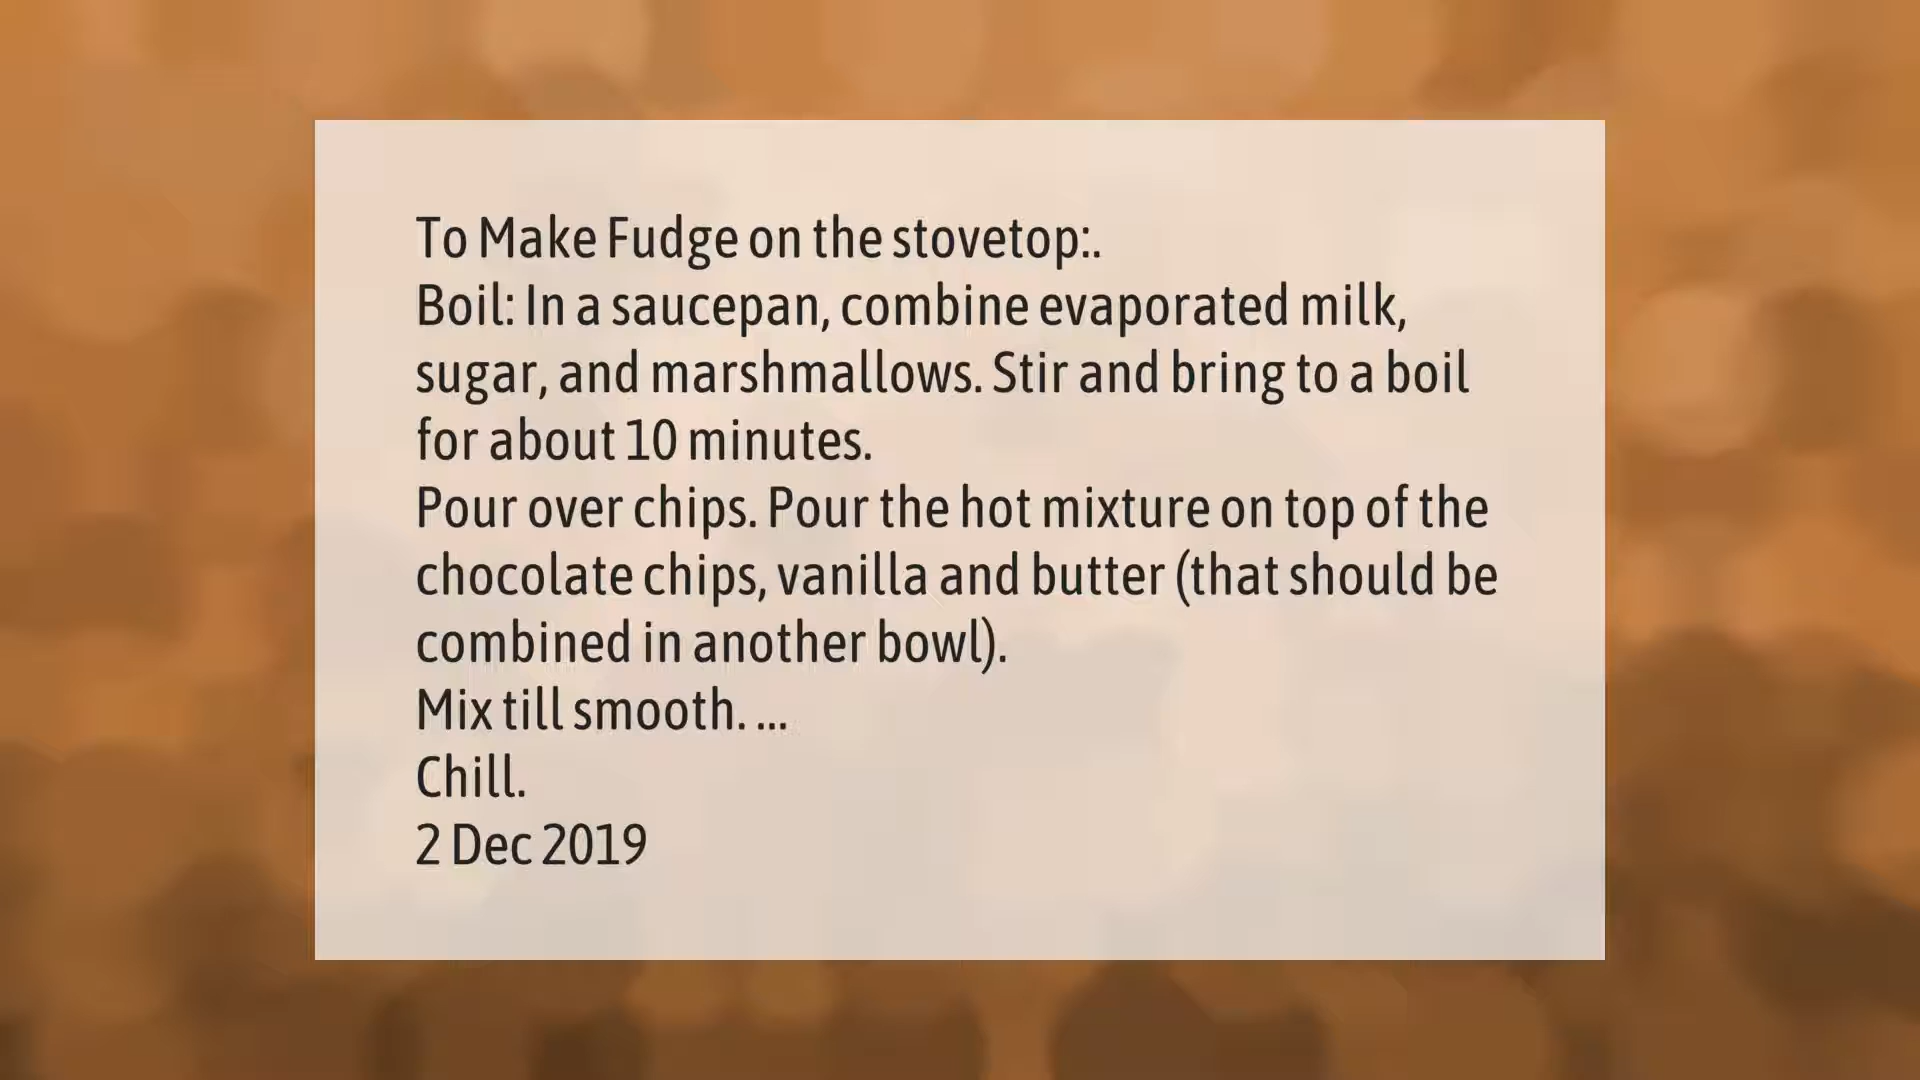 To Make Fudge on the stovetop:.
Boil: In a saucepan, combine evaporated milk,
sugar, and marshmallows. Stir and bring to a boil
for about 10 minutes.
Pour over chips. Pour the hot mixture on top of the
chocolate chips, vanilla and butter (that should be
combined in another bowl).
Mix till smooth. ...
Chill.
2 Dec 2019